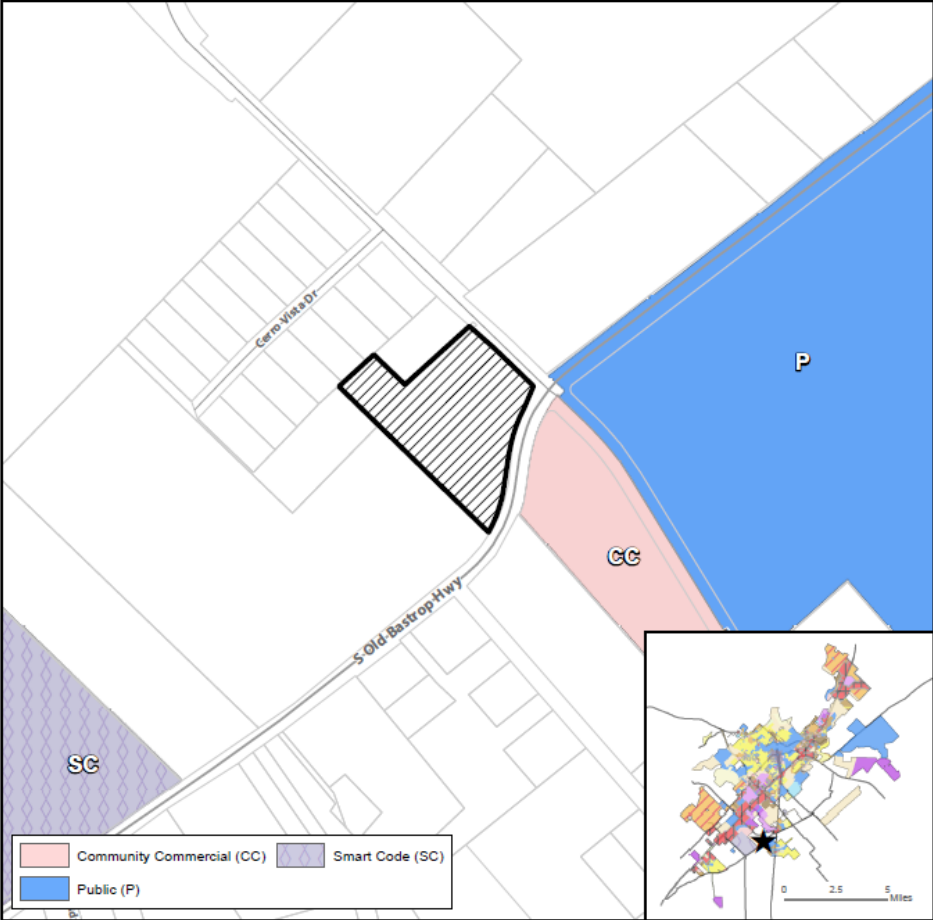 Cerro-Vista-Dr
P
CC
S-Old-Bastrop-Hwy
SC
Community Commercial (CC)
Smart Code (SC)
Public (P)
0 2.5 5
Miles